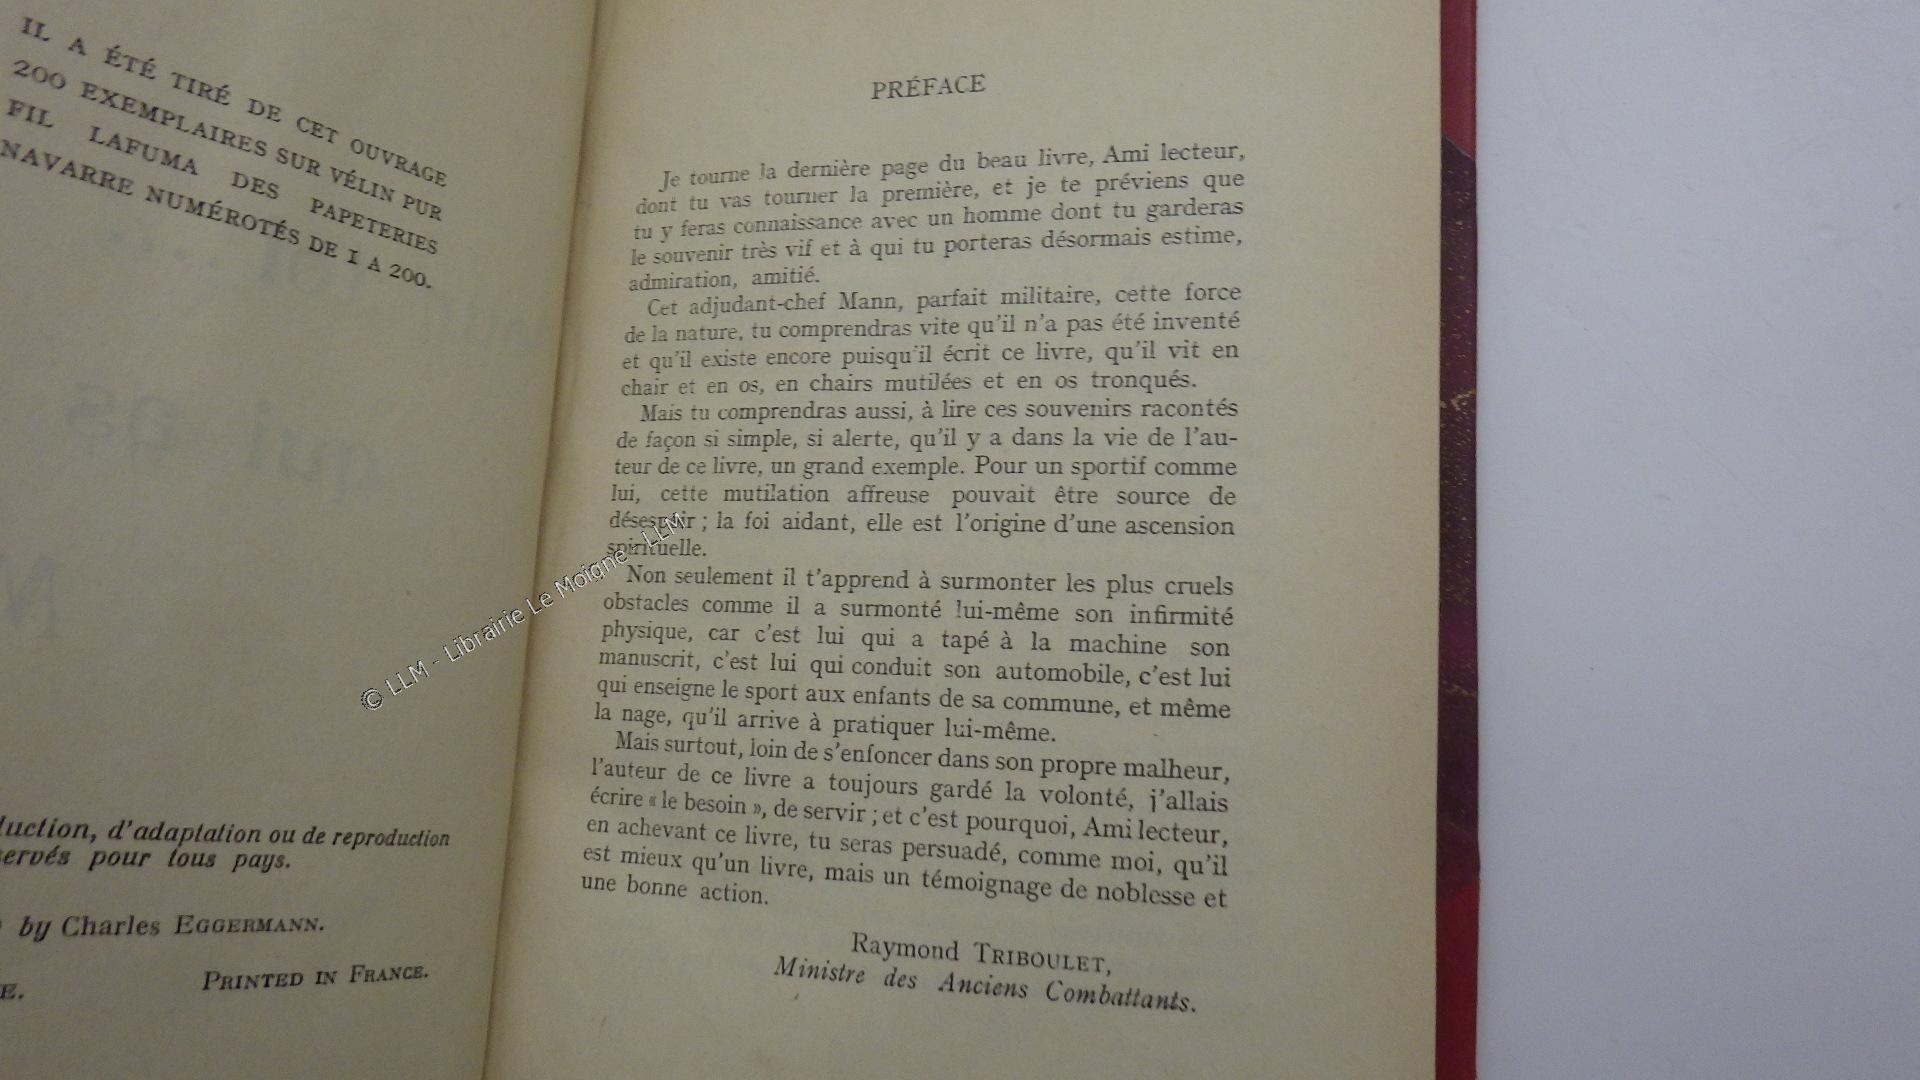 IL A ÉTÉ TIRÉ DE CET OUVRAGE
200 EXEMPLAIRES SUR VÉLIN PUR
FIL LAFUMA DES PAPETERIES
NAVARRE NUMÉROTÉS DE 1 A 200.
qui as
duction, d'adaptation ou de reproduction
servés pour tous pays.
by Charles EGGERMANN.
E. PRINTED IN FRANCE.
PRÉFACE
Je tourne la dernière page du beau livre, Ami lecteur,
dont tu vas tourner la première, et je te préviens que
tu y feras connaissance avec un homme dont tu garderas
le souvenir très vif et à qui tu porteras désormais estime,
admiration, amitié.
Cet adjudant-chef Mann, parfait militaire, cette force
de la nature, tu comprendras vite qu'il n'a pas été inventé
et qu'il existe encore puisqu'il écrit ce livre, qu'il vit en
chair et en os, en chairs mutilées et en os tronqués.
Mais tu comprendras aussi, à lire ces souvenirs racontés
de façon si simple, si alerte, qu'il y a dans la vie de l'au-
teur de ce livre, un grand exemple. Pour un sportif comme
lui, cette mutilation affreuse pouvait être source de
désespoir ; la foi aidant, elle est l'origine d'une ascension
spirituelle.
Non seulement il t'apprend à surmonter les plus cruels
obstacles comme il a surmonté lui-même son infirmité
physique, car c'est lui qui a tapé à la machine son
manuscrit, c'est lui qui conduit son automobile, c'est lui
qui enseigne le sport aux enfants de sa commune, et même
la nage, qu'il arrive à pratiquer lui-même.
Mais surtout, loin de s'enfoncer dans son propre malheur,
l'auteur de ce livre a toujours gardé la volonté, j'allais
écrire « le besoin », de servir ; et c'est pourquoi, Ami lecteur,
en achevant ce livre, tu seras persuadé, comme moi, qu'il
est mieux qu'un livre, mais un témoignage de noblesse et
une bonne action.
Raymond TRIBOULET,
Ministre des Anciens Combattants.
© LLM - Librairie Le Moigne - LLM